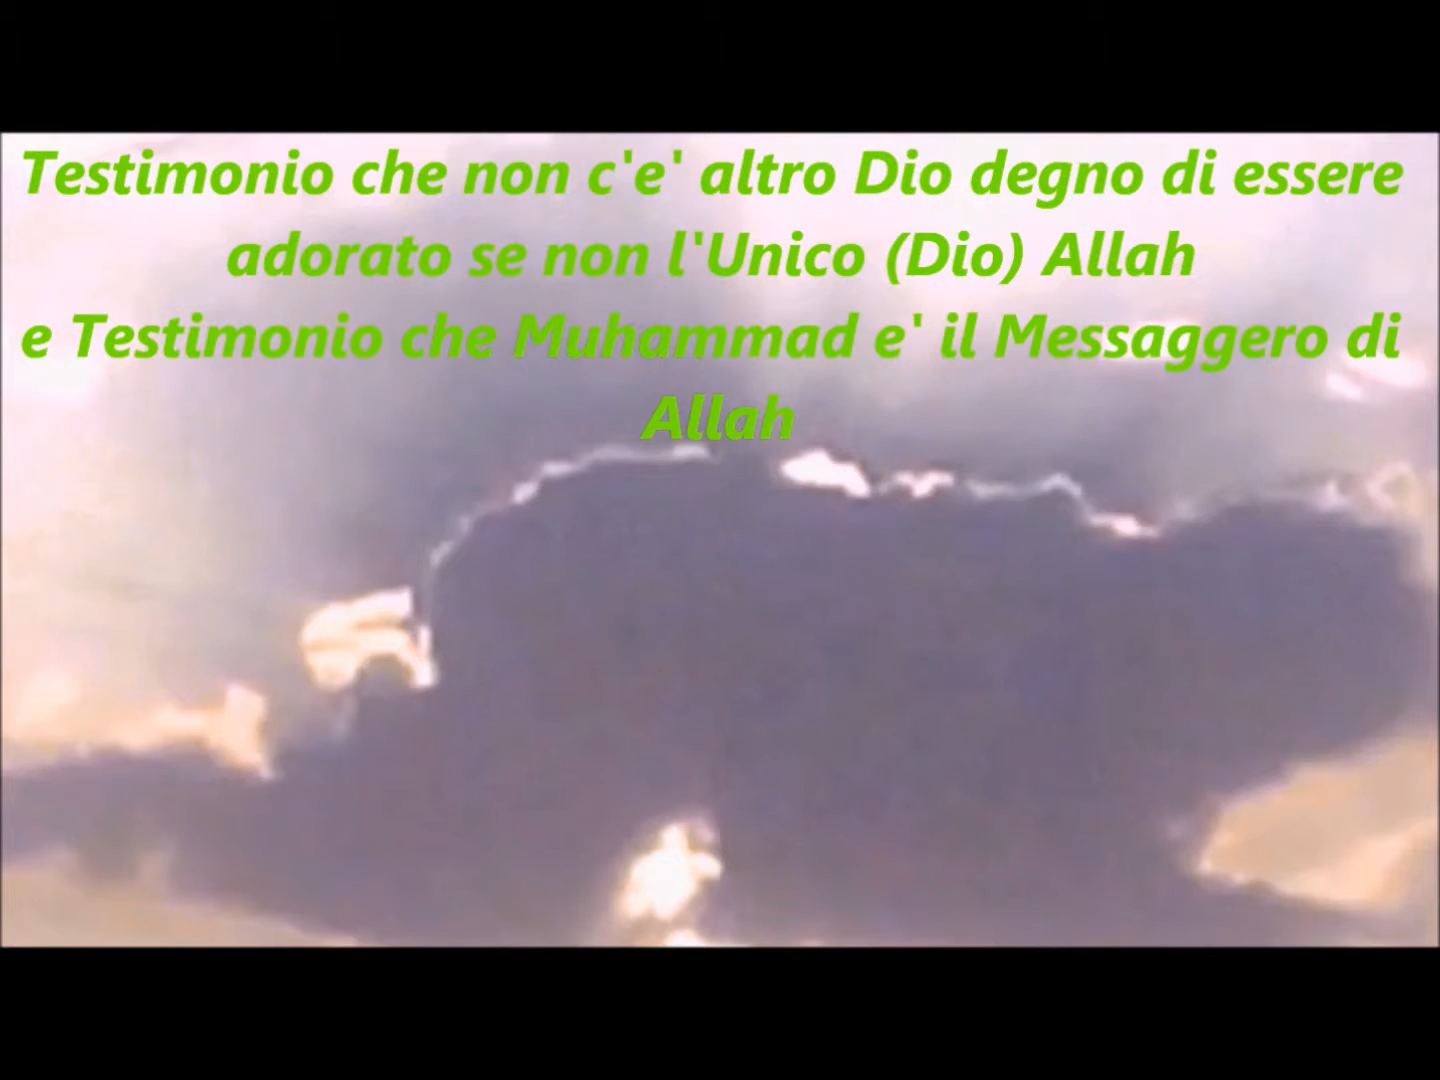 Testimonio che non c'e' altro Dio degno di essere
adorato se non l'Unico (Dio) Allah
e Testimonio che Muhammad e' il Messaggero di
Allah